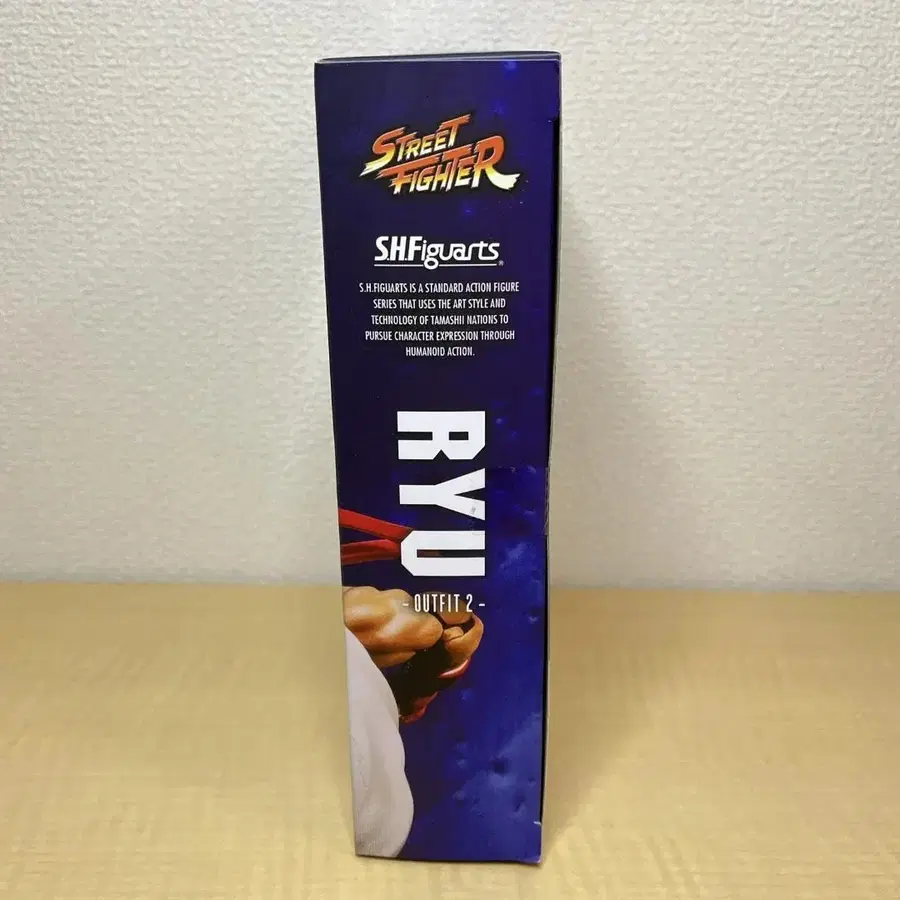 STREET
FIGHTER
S.H.Figuarts
S.H.FIGUARTS IS A STANDARD ACTION FIGURE
SERIES THAT USES THE ART STYLE AND
TECHNOLOGY OF TAMASHII NATIONS TO
PURSUE CHARACTER EXPRESSION THROUGH
HUMANOID ACTION.
RYU
- OUTFIT 2 -